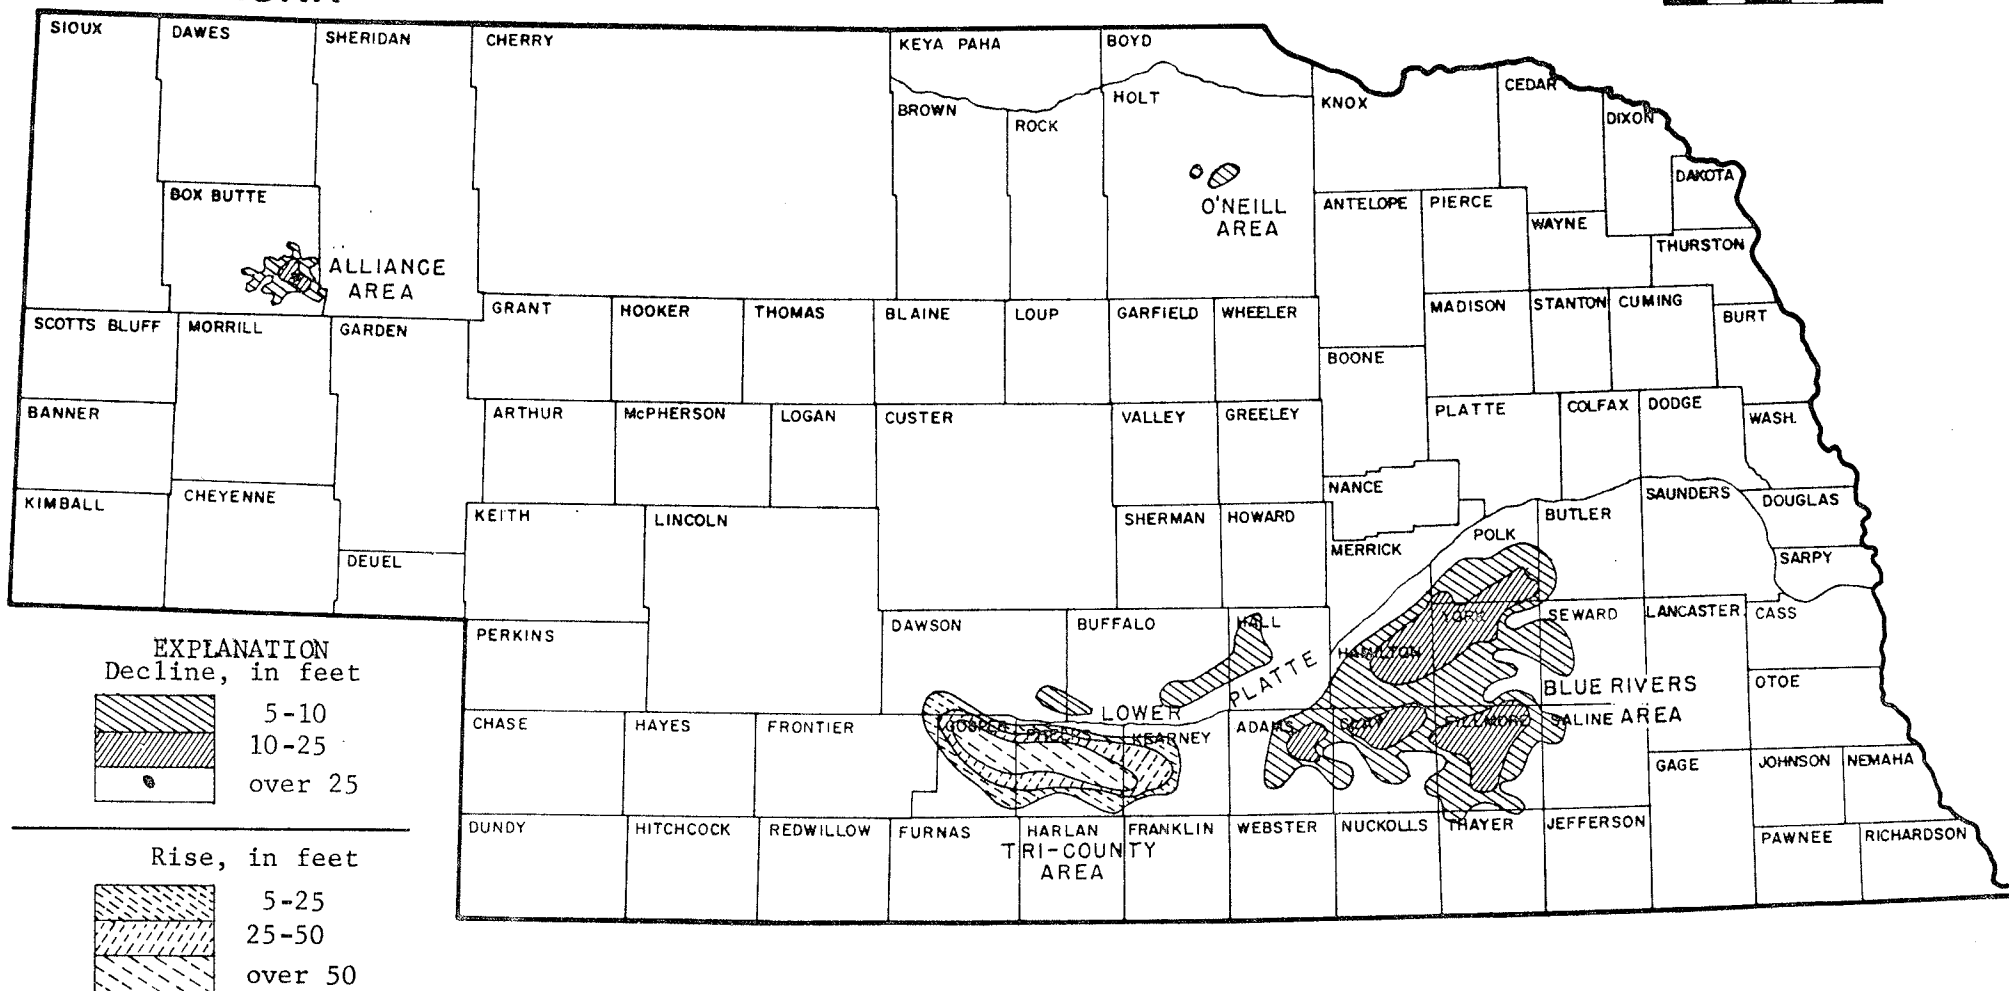 SIOUX
DAWES
SHERIDAN
CHERRY
KEYA PAHA
BOYD
BROWN
ROCK
HOLT
KNOX
CEDAR
DIXON
DAKOTA
BOX BUTTE
O'NEILL
AREA
ANTELOPE
PIERCE
WAYNE
THURSTON
ALLIANCE
AREA
SCOTTS BLUFF
MORRILL
GARDEN
GRANT
HOOKER
THOMAS
BLAINE
LOUP
GARFIELD
WHEELER
MADISON
STANTON
CUMING
BURT
BOONE
BANNER
ARTHUR
McPHERSON
LOGAN
CUSTER
VALLEY
GREELEY
PLATTE
COLFAX
DODGE
WASH.
KIMBALL
CHEYENNE
NANCE
KEITH
LINCOLN
SHERMAN
HOWARD
MERRICK
POLK
BUTLER
SAUNDERS
DOUGLAS
SARPY
DEUEL
PERKINS
DAWSON
BUFFALO
HALL
HAMILTON
YORK
SEWARD
LANCASTER
CASS
OTOE
LOWER PLATTE
BLUE RIVERS
AREA
CHASE
HAYES
FRONTIER
GOSPER
PHELPS
KEARNEY
ADAMS
CLAY
FILLMORE
SALINE
GAGE
JOHNSON
NEMAHA
DUNDY
HITCHCOCK
REDWILLOW
FURNAS
HARLAN
FRANKLIN
WEBSTER
NUCKOLLS
THAYER
JEFFERSON
PAWNEE
RICHARDSON
TRI-COUNTY
AREA
EXPLANATION
Decline, in feet
5-10
10-25
over 25
Rise, in feet
5-25
25-50
over 50